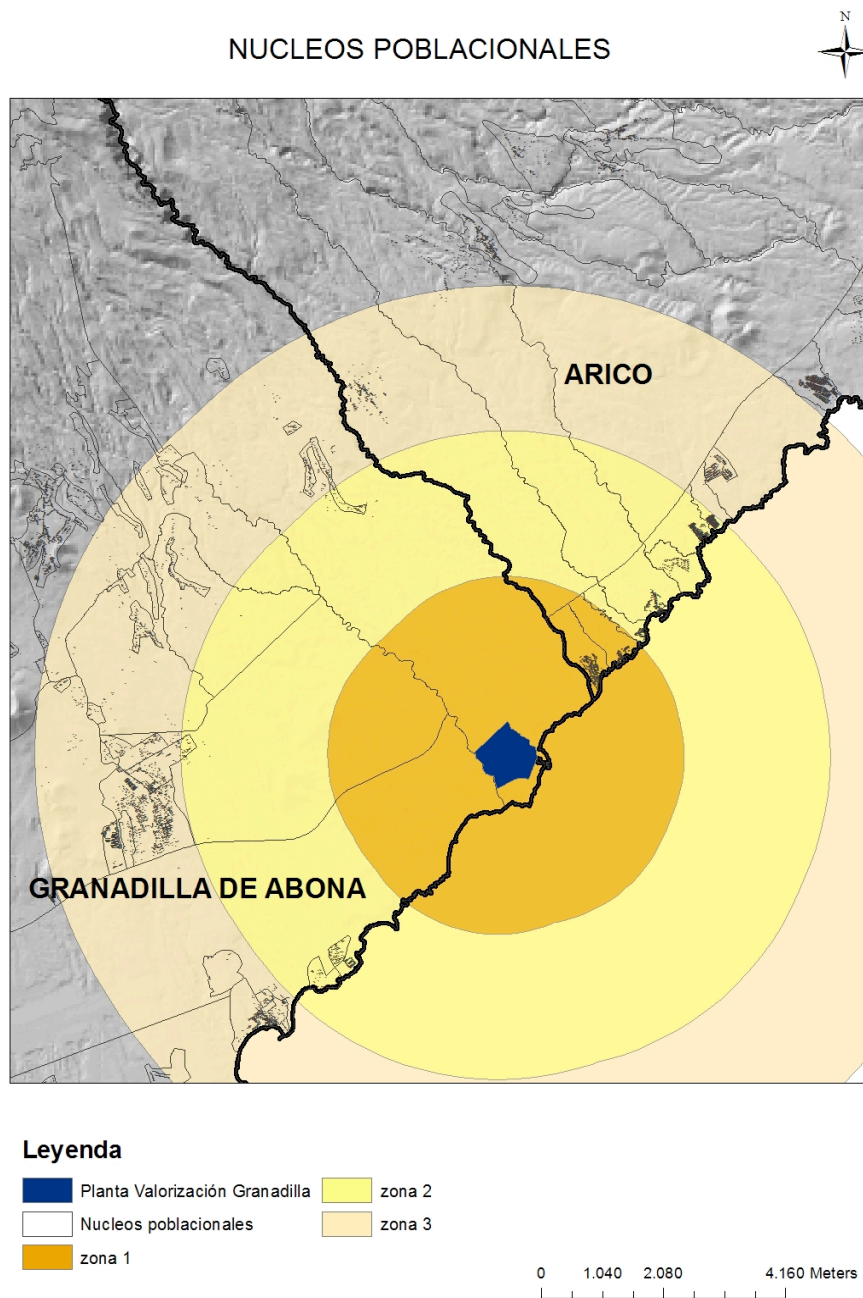 N
NUCLEOS POBLACIONALES
ARICO
GRANADILLA DE ABONA
Leyenda
Planta Valorización Granadilla
Nucleos poblacionales
zona 1
zona 2
zona 3
0 1.040 2.080 4.160 Meters